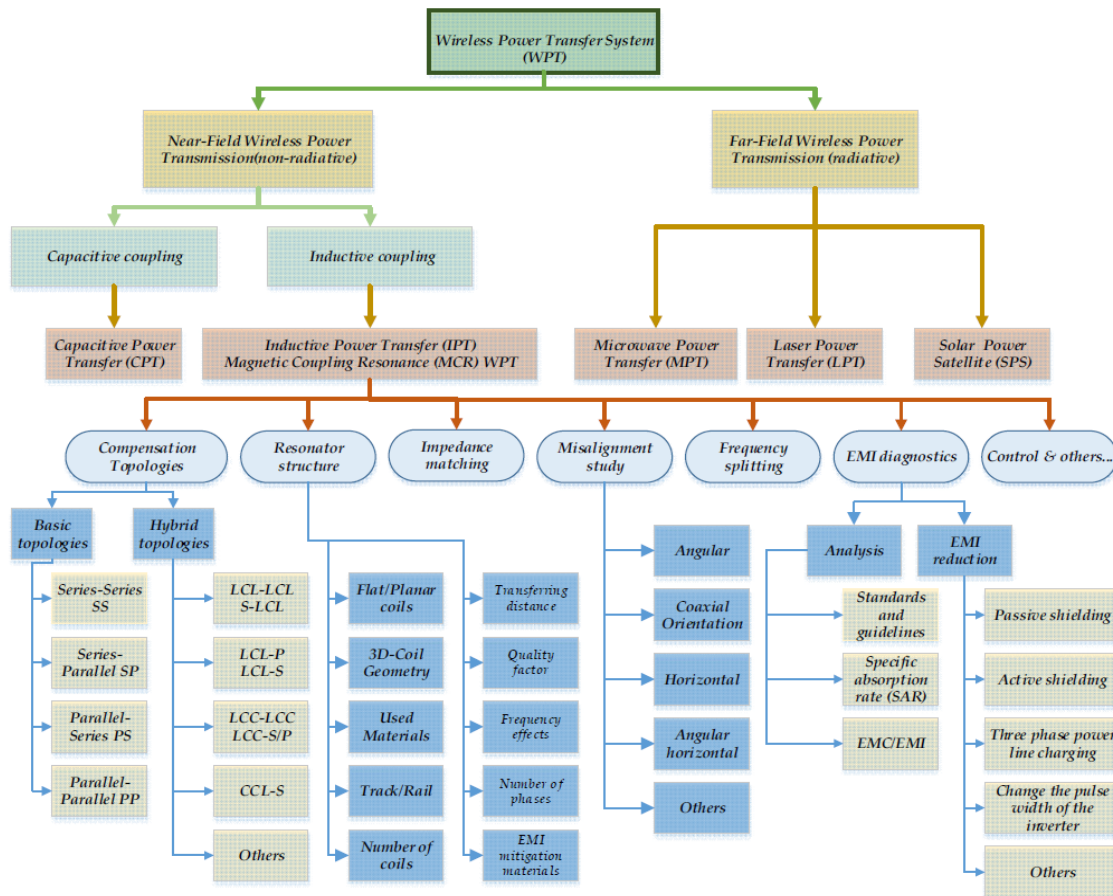 Wireless Power Transfer System
(WPT)
Near-Field Wireless Power
Transmission(non-radiative)
Far-Field Wireless Power
Transmission (radiative)
Capacitive coupling
Inductive coupling
Capacitive Power
Transfer (CPT)
Inductive Power Transfer (IPT)
Magnetic Coupling Resonance (MCR) WPT
Microwave Power
Transfer (MPT)
Laser Power
Transfer (LPT)
Solar Power
Satellite (SPS)
Compensation
Topologies
Resonator
structure
Impedance
matching
Misalignment
study
Frequency
splitting
EMI diagnostics
Control & others...
Basic
topologies
Hybrid
topologies
Series-Series
SS
Series-
Parallel SP
Parallel-
Series PS
Parallel-
Parallel PP
LCL-LCL
S-LCL
LCL-P
LCL-S
LCC-LCC
LCC-S/P
CCL-S
Others
Flat/Planar
coils
3D-Coil
Geometry
Used
Materials
Track/Rail
Number of
coils
Transferring
distance
Quality
factor
Frequency
effects
Number of
phases
EMI
mitigation
materials
Angular
Coaxial
Orientation
Horizontal
Angular
horizontal
Others
Analysis
EMI
reduction
Standards
and
guidelines
Specific
absorption
rate (SAR)
EMC/EMI
Passive shielding
Active shielding
Three phase power
line charging
Change the pulse
width of the
inverter
Others